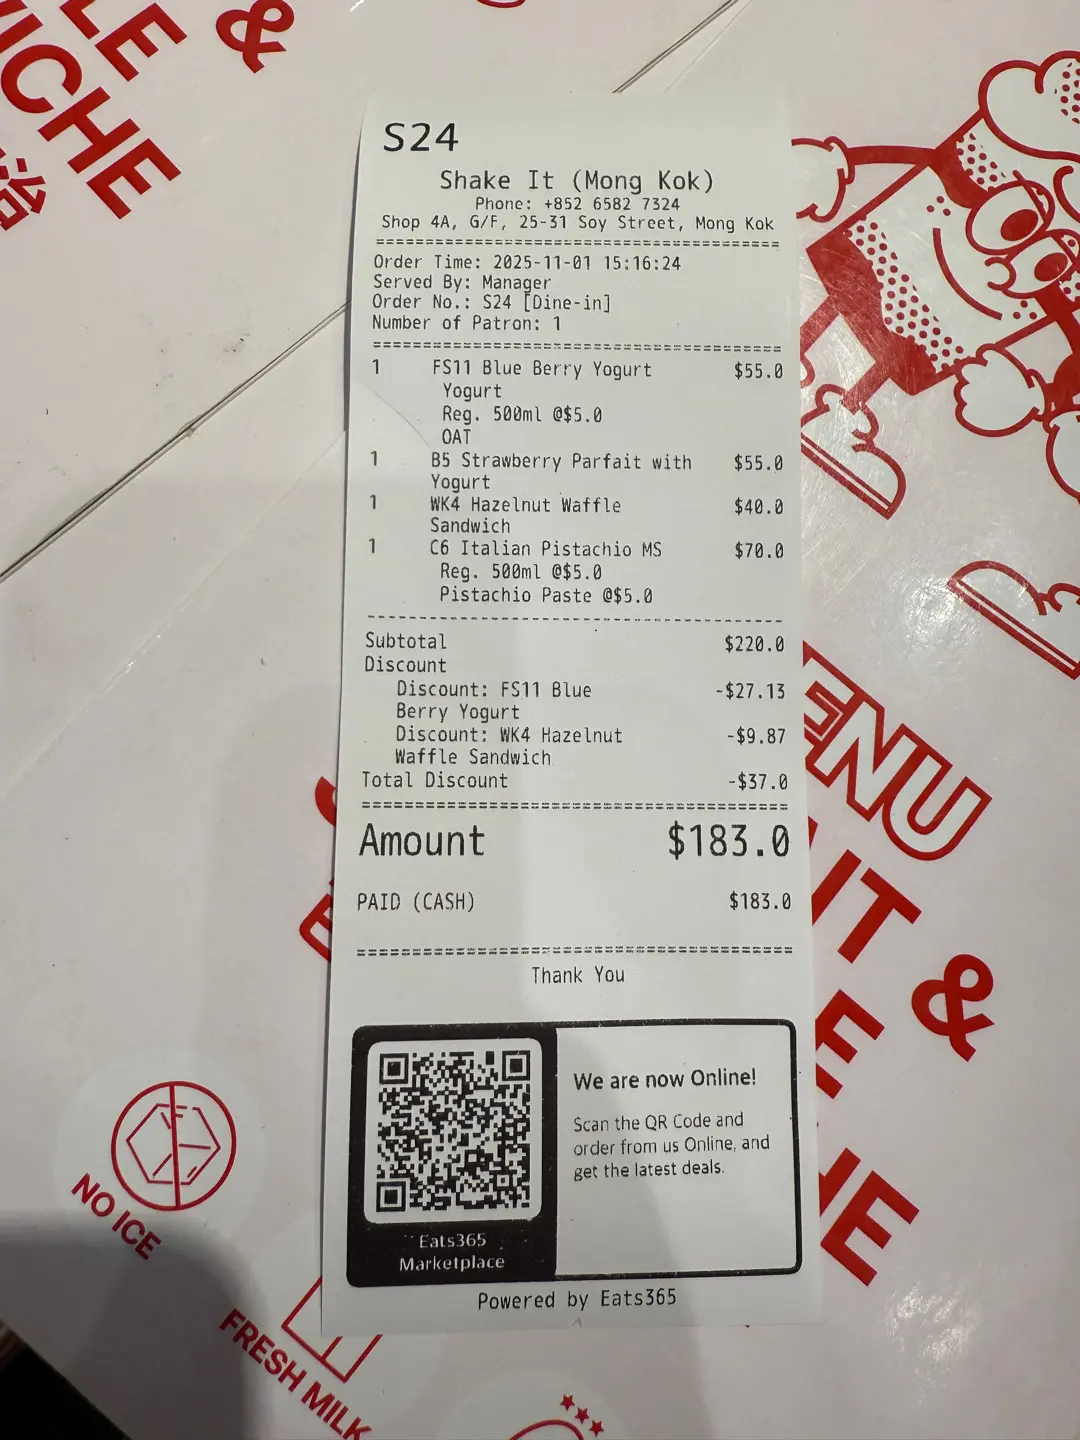 LE &
ICHE
治
S24
Shake It (Mong Kok)
Phone: +852 6582 7324
Shop 4A, G/F, 25-31 Soy Street, Mong Kok
========================================
Order Time: 2025-11-01 15:16:24
Served By: Manager
Order No.: S24 [Dine-in]
Number of Patron: 1
========================================
1 FS11 Blue Berry Yogurt $55.0
Yogurt
Reg. 500ml @$5.0
OAT
1 B5 Strawberry Parfait with $55.0
Yogurt
1 WK4 Hazelnut Waffle $40.0
Sandwich
1 C6 Italian Pistachio MS $70.0
Reg. 500ml @$5.0
Pistachio Paste @$5.0
----------------------------------------
Subtotal $220.0
Discount
Discount: FS11 Blue -$27.13
Berry Yogurt
Discount: WK4 Hazelnut -$9.87
Waffle Sandwich
Total Discount -$37.0
========================================
Amount $183.0
PAID (CASH) $183.0
========================================
Thank You
We are now Online!
Scan the QR Code and
order from us Online, and
get the latest deals.
Eats365
Marketplace
Powered by Eats365
ENU
IT &
E
HE
NO ICE
FRESH MILK